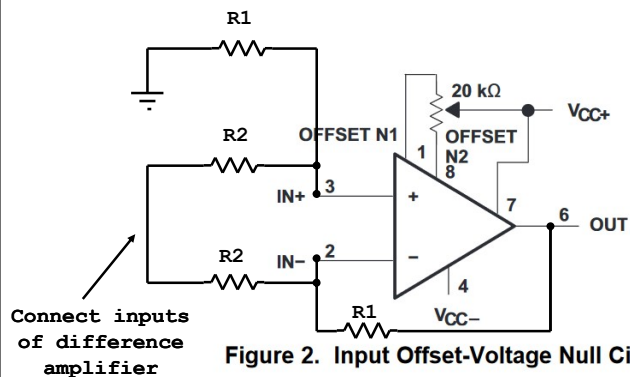 R1
20 kΩ
VCC+
R2
OFFSET N1
OFFSET
N2
1
8
IN+
3
+
7
6
OUT
R2
IN−
2
−
4
R1
VCC−
Connect inputs
of difference
amplifier
Figure 2. Input Offset-Voltage Null Ci